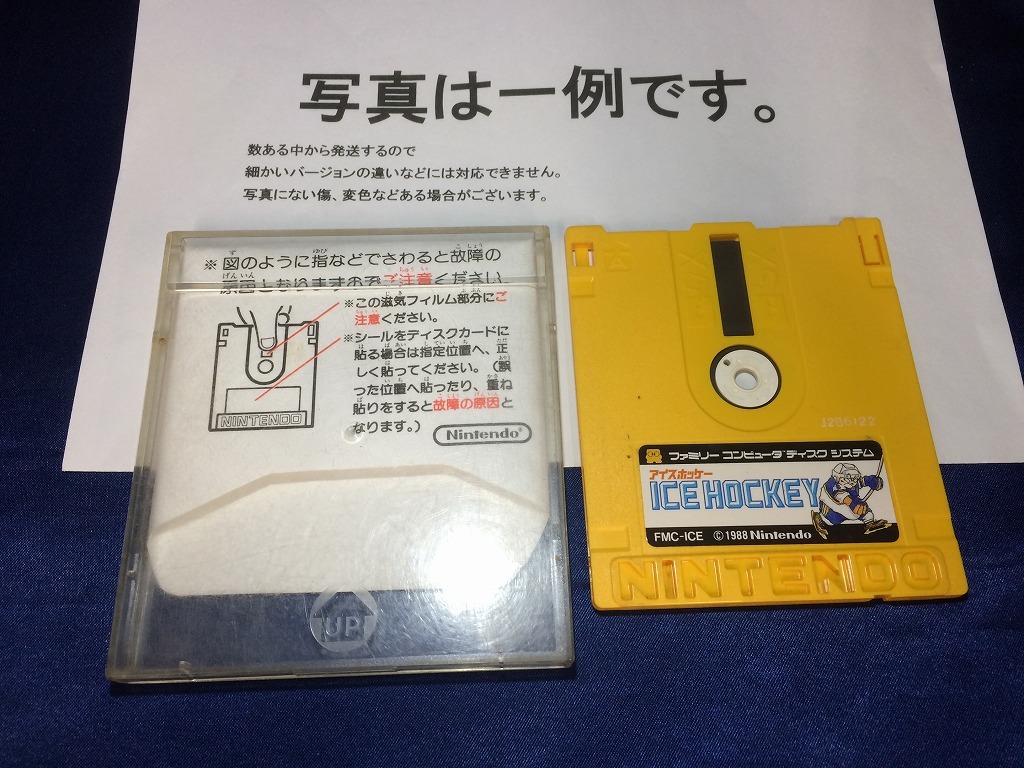 写真は一例です。
数ある中から発送するので
細かいバージョンの違いなどには対応できません。
写真にない傷、変色などある場合がございます。
※図のように指などでさわると故障の
原因となりますのでご注意ください
※この滋気フィルム部分にご
注意ください。
※シールをディスクカードに
貼る場合は指定位置へ、正
しく貼ってください。（誤
った位置へ貼ったり、重ね
貼りをすると故障の原因と
なります。）
NINTENDO
Nintendo
UP
J286122
ファミリー コンピュータ ディスク システム
アイスホッケー
ICE HOCKEY
FMC-ICE ©1988 Nintendo
NINTENDO